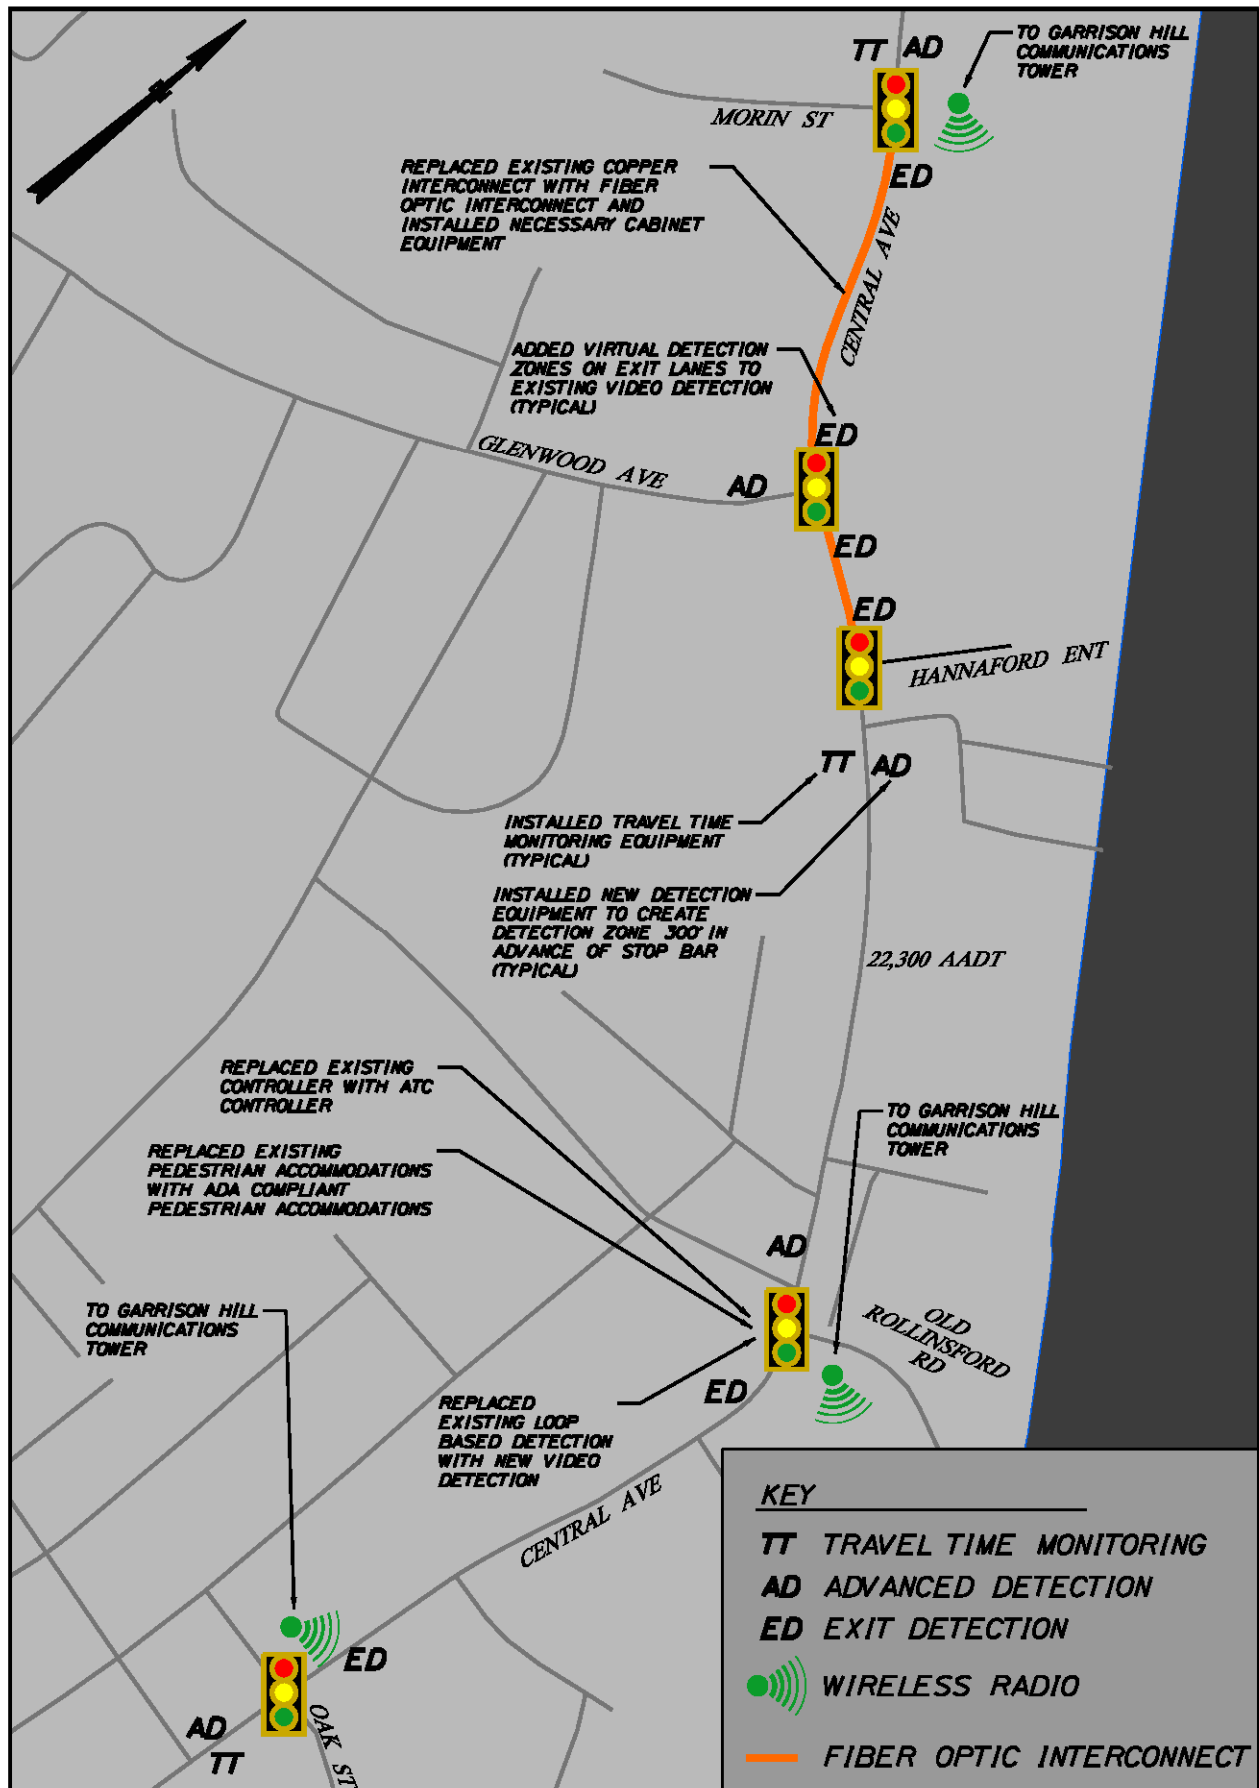 TT AD
TO GARRISON HILL
COMMUNICATIONS
TOWER
MORIN ST
ED
REPLACED EXISTING COPPER
INTERCONNECT WITH FIBER
OPTIC INTERCONNECT AND
INSTALLED NECESSARY CABINET
EQUIPMENT
CENTRAL AVE
ADDED VIRTUAL DETECTION
ZONES ON EXIT LANES TO
EXISTING VIDEO DETECTION
(TYPICAL)
ED
GLENWOOD AVE
AD
ED
ED
HANNAFORD ENT
TT AD
INSTALLED TRAVEL TIME
MONITORING EQUIPMENT
(TYPICAL)
INSTALLED NEW DETECTION
EQUIPMENT TO CREATE
DETECTION ZONE 300' IN
ADVANCE OF STOP BAR
(TYPICAL)
22,300 AADT
REPLACED EXISTING
CONTROLLER WITH ATC
CONTROLLER
TO GARRISON HILL
COMMUNICATIONS
TOWER
REPLACED EXISTING
PEDESTRIAN ACCOMMODATIONS
WITH ADA COMPLIANT
PEDESTRIAN ACCOMMODATIONS
AD
TO GARRISON HILL
COMMUNICATIONS
TOWER
OLD
ROLLINSFORD
RD
ED
REPLACED
EXISTING LOOP
BASED DETECTION
WITH NEW VIDEO
DETECTION
CENTRAL AVE
ED
AD
TT
OAK ST
KEY
TT TRAVEL TIME MONITORING
AD ADVANCED DETECTION
ED EXIT DETECTION
WIRELESS RADIO
FIBER OPTIC INTERCONNECT